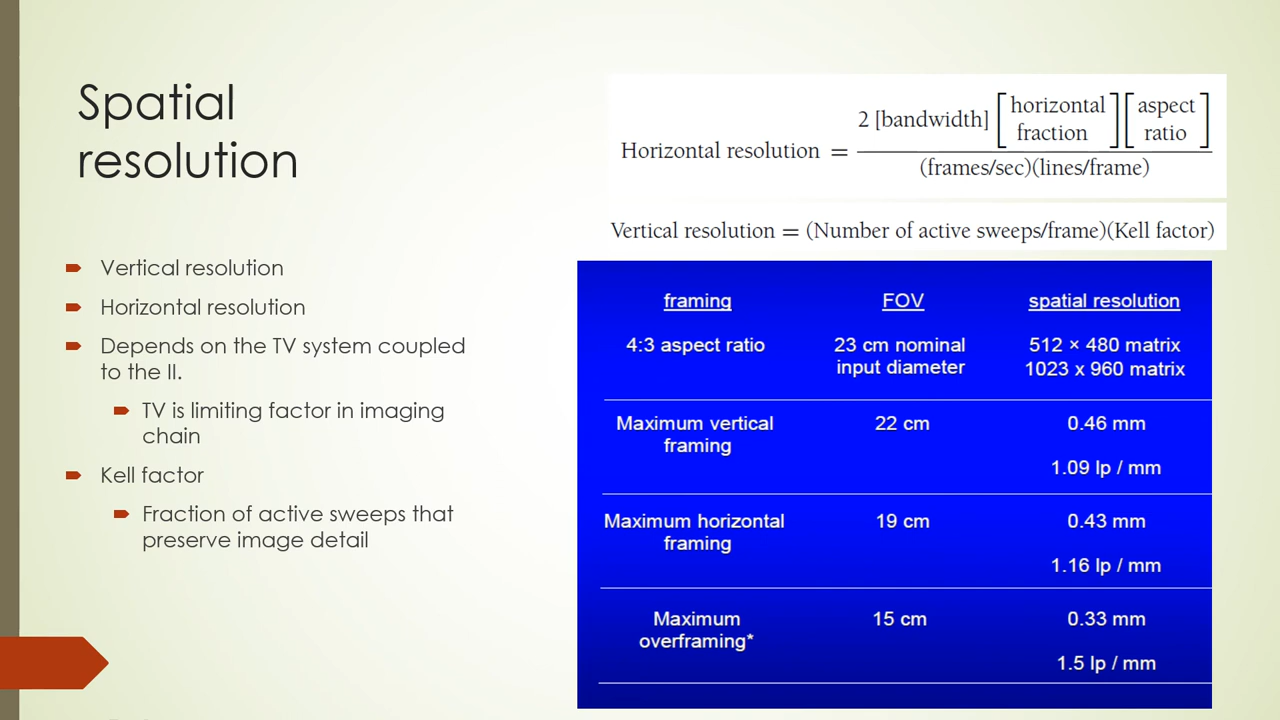 Spatial
resolution
Vertical resolution
Horizontal resolution
Depends on the TV system coupled
to the II.
TV is limiting factor in imaging
chain
Kell factor
Fraction of active sweeps that
preserve image detail
Horizontal resolution = 2 [bandwidth] [horizontal fraction] [aspect ratio] / (frames/sec)(lines/frame)
Vertical resolution = (Number of active sweeps/frame)(Kell factor)
framing FOV spatial resolution
4:3 aspect ratio 23 cm nominal 512 × 480 matrix
input diameter 1023 x 960 matrix
Maximum vertical 22 cm 0.46 mm
framing
1.09 lp / mm
Maximum horizontal 19 cm 0.43 mm
framing
1.16 lp / mm
Maximum 15 cm 0.33 mm
overframing*
1.5 lp / mm